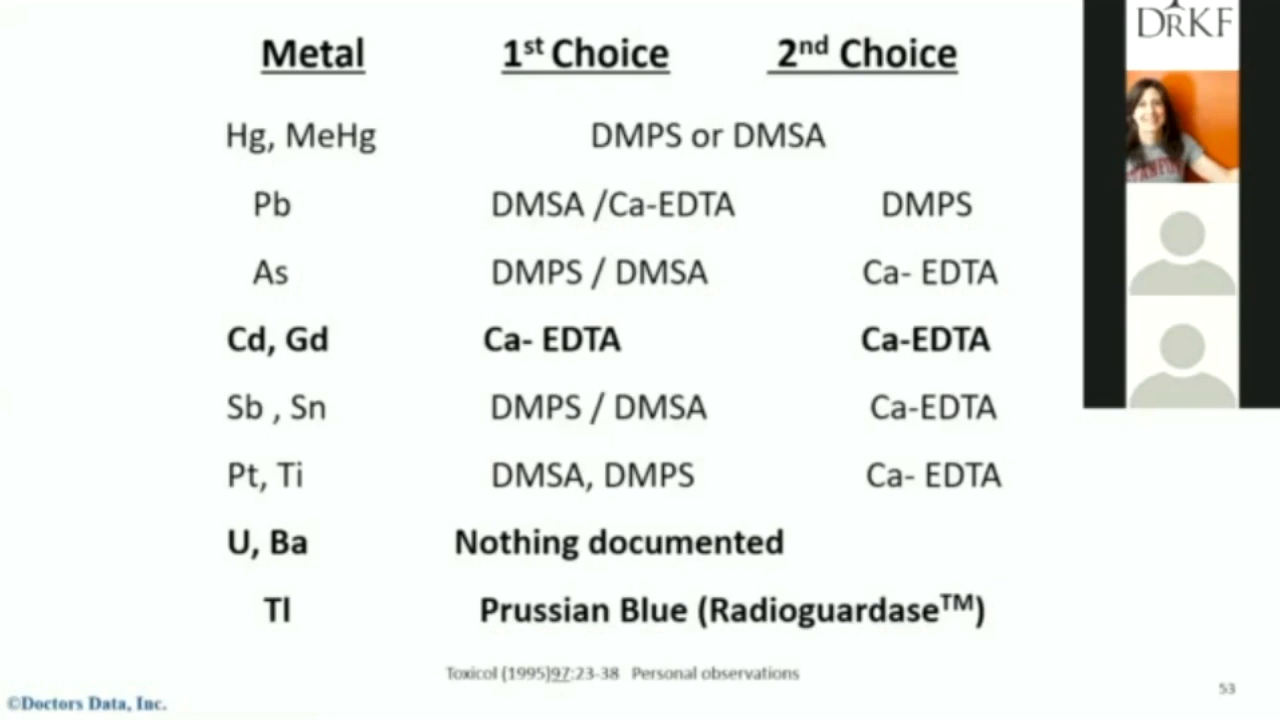 Metal 1st Choice 2nd Choice
Hg, MeHg DMPS or DMSA
Pb DMSA /Ca-EDTA DMPS
As DMPS / DMSA Ca- EDTA
Cd, Gd Ca- EDTA Ca-EDTA
Sb , Sn DMPS / DMSA Ca-EDTA
Pt, Ti DMSA, DMPS Ca- EDTA
U, Ba Nothing documented
Tl Prussian Blue (Radioguardase™)
Toxicol (1995)97:23-38 Personal observations
53
©Doctors Data, Inc.
DRKF